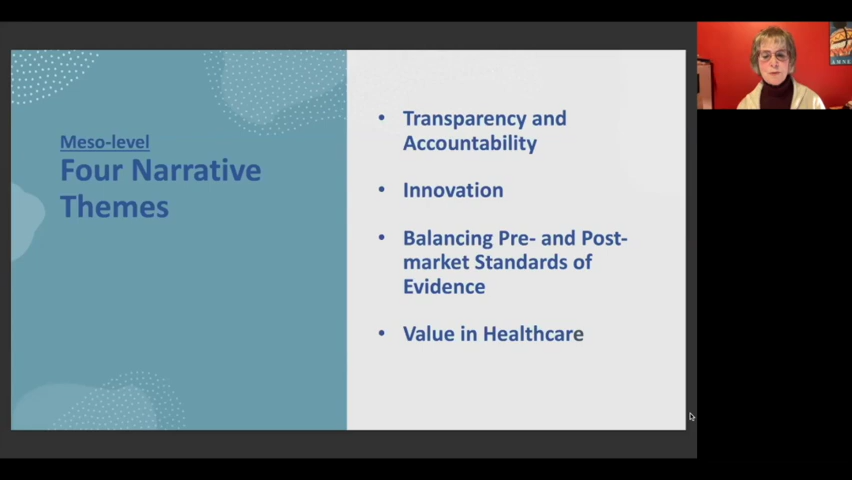 Meso-level
Four Narrative
Themes
• Transparency and
Accountability
• Innovation
• Balancing Pre- and Post-
market Standards of
Evidence
• Value in Healthcare